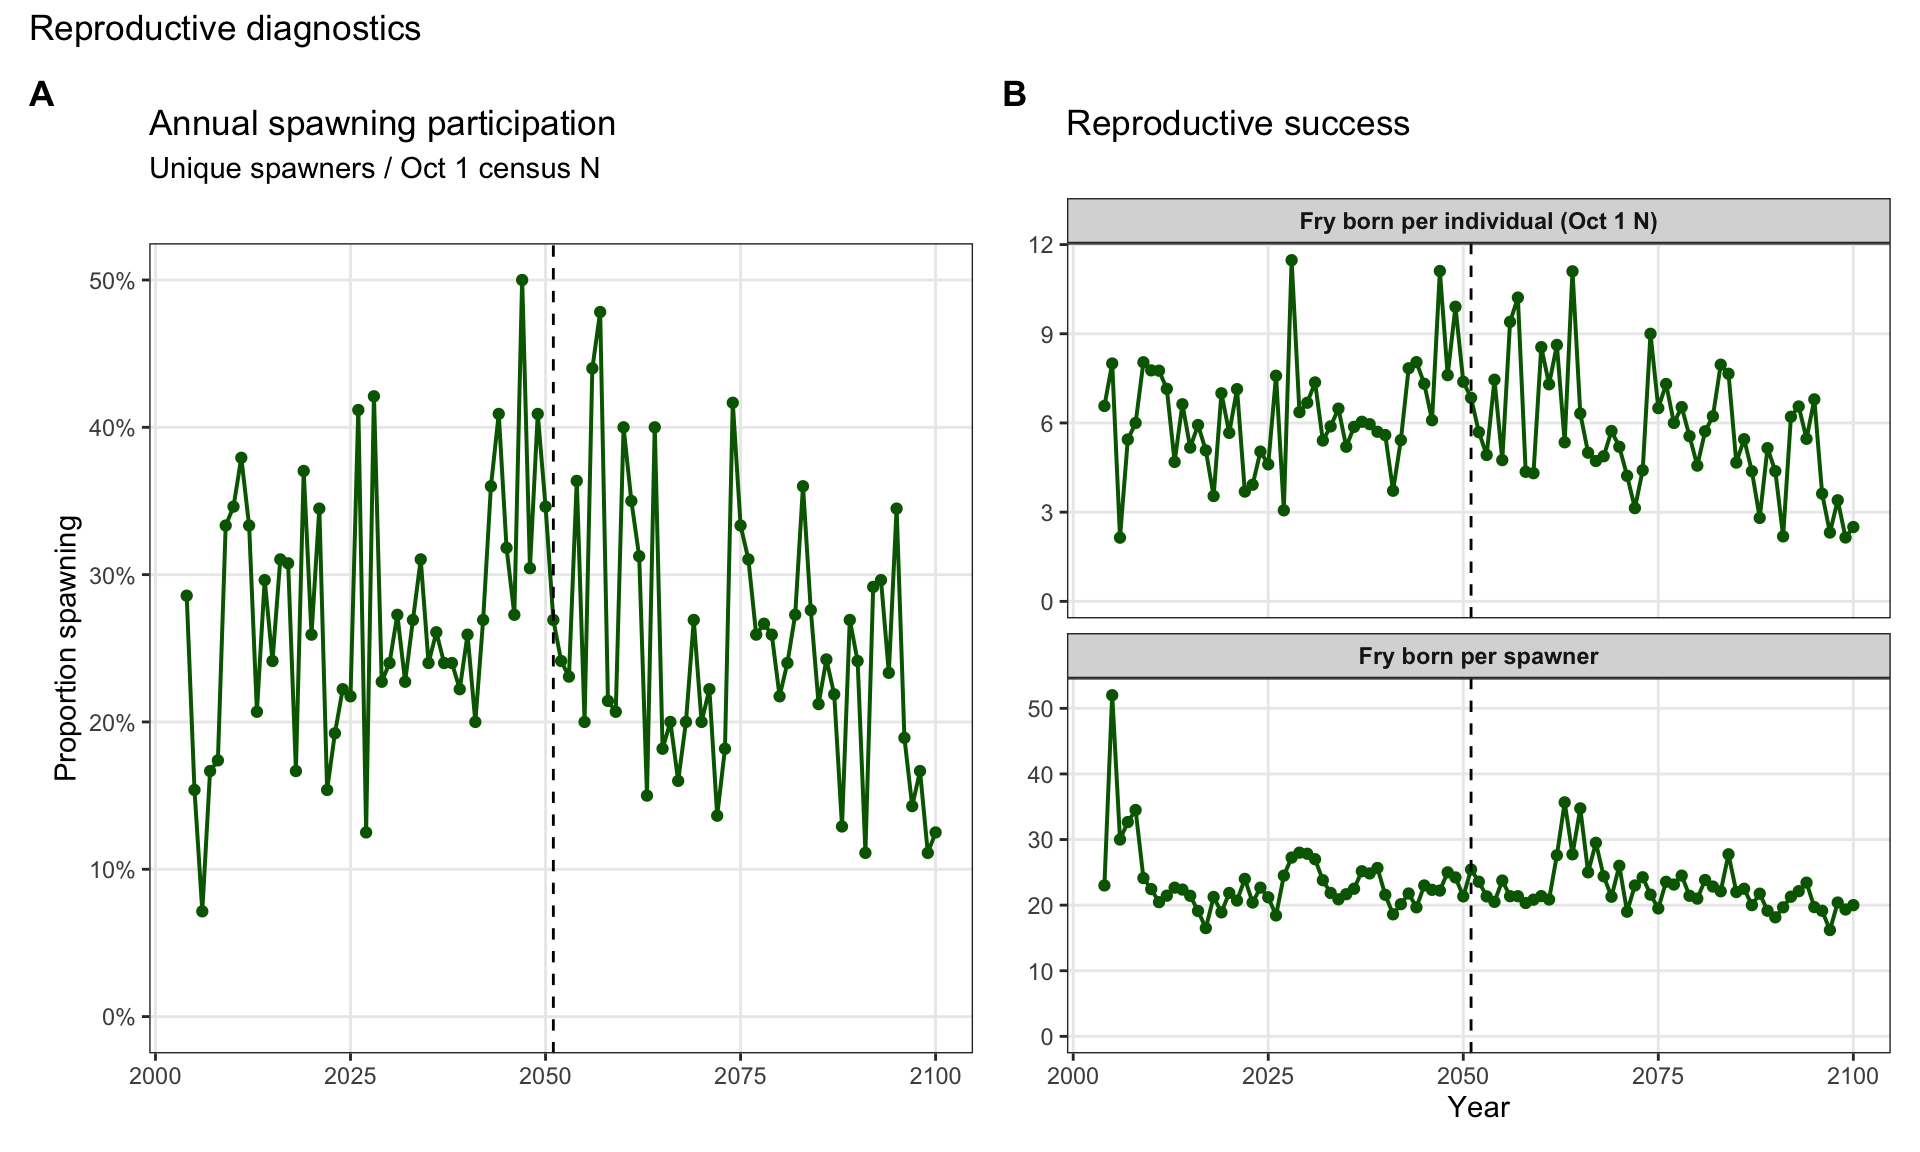 Reproductive diagnostics
A
Annual spawning participation
Unique spawners / Oct 1 census N
Proportion spawning
50%
40%
30%
20%
10%
0%
2000 2025 2050 2075 2100
B
Reproductive success
Fry born per individual (Oct 1 N)
12
9
6
3
0
Fry born per spawner
50
40
30
20
10
0
2000 2025 2050 2075 2100
Year